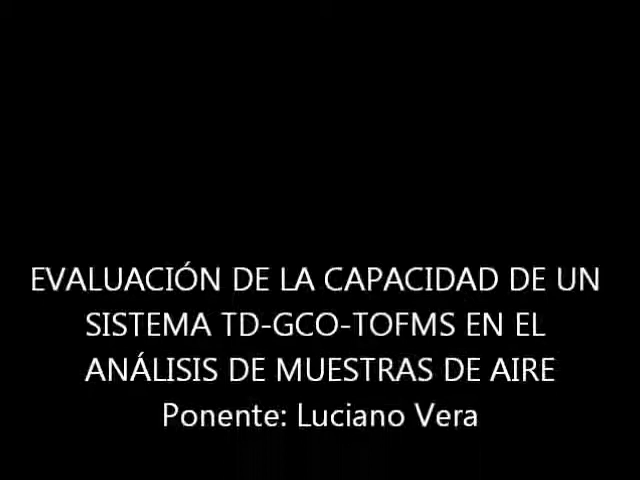 EVALUACIÓN DE LA CAPACIDAD DE UN
SISTEMA TD-GCO-TOFMS EN EL
ANÁLISIS DE MUESTRAS DE AIRE
Ponente: Luciano Vera